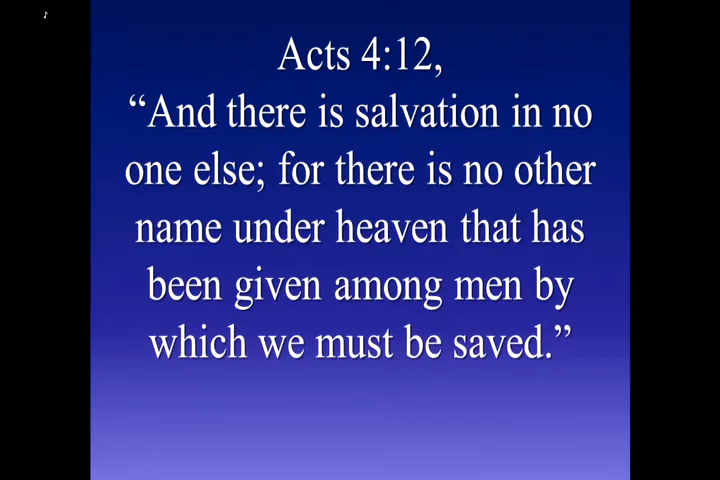 ♪
Acts 4:12,
“And there is salvation in no
one else; for there is no other
name under heaven that has
been given among men by
which we must be saved.”